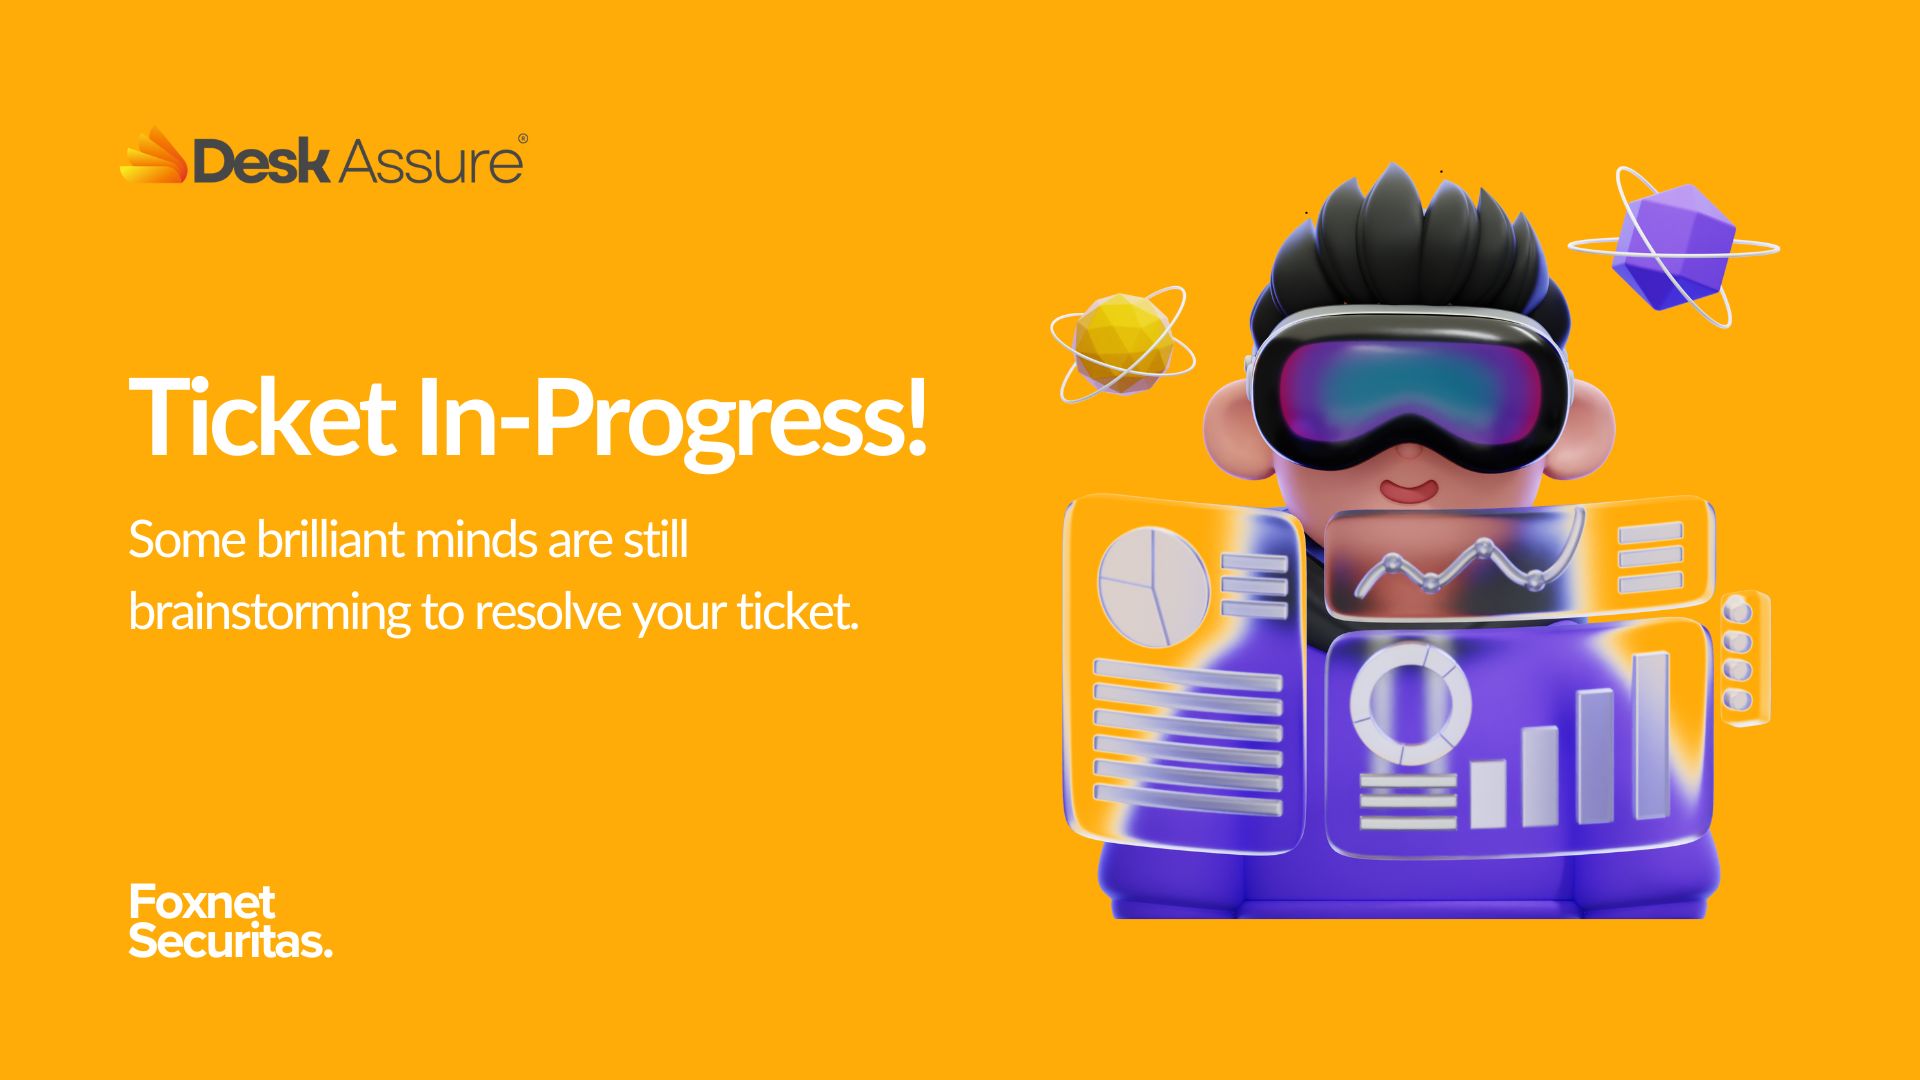 Desk Assure®
Ticket In-Progress!
Some brilliant minds are still
brainstorming to resolve your ticket.
Foxnet
Securitas.